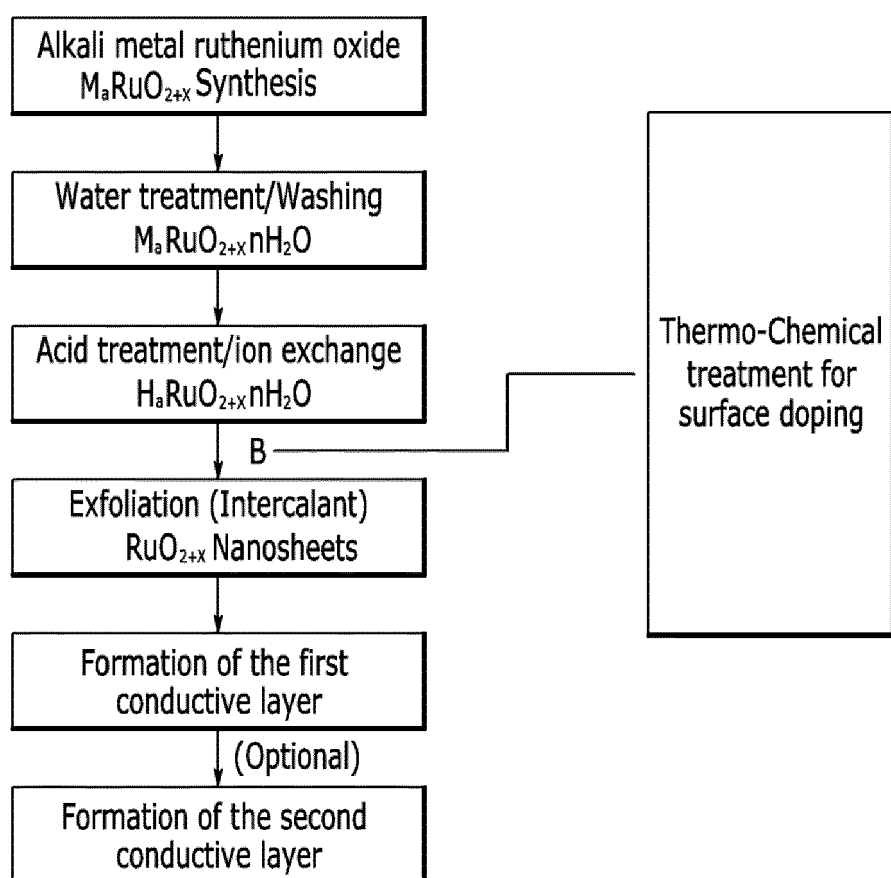 Alkali metal ruthenium oxide
MₐRuO₂₊ₓ Synthesis
Water treatment/Washing
MₐRuO₂₊ₓnH₂O
Acid treatment/ion exchange
HₐRuO₂₊ₓnH₂O
B
Exfoliation (Intercalant)
RuO₂₊ₓ Nanosheets
Formation of the first
conductive layer
(Optional)
Formation of the second
conductive layer
Thermo-Chemical
treatment for
surface doping